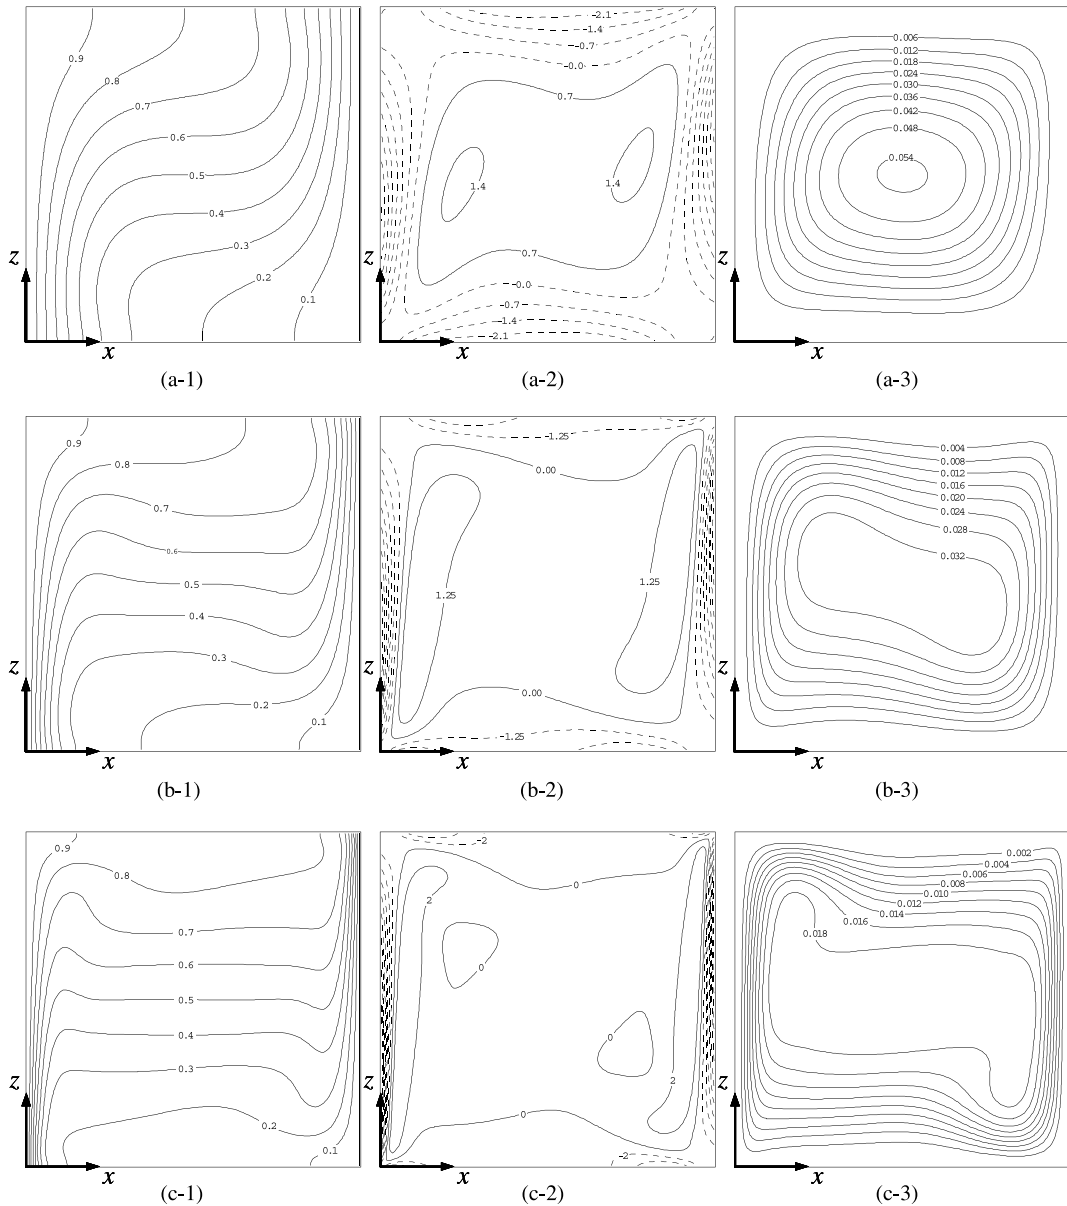 0.9
0.8
0.7
0.6
0.5
0.4
0.3
0.2
0.1
z
x
(a-1)
-2.1
-1.4
-0.7
-0.0
0.7
1.4
1.4
0.7
-0.0
-0.7
-1.4
-2.1
z
x
(a-2)
0.006
0.012
0.018
0.024
0.030
0.036
0.042
0.048
0.054
z
x
(a-3)
0.9
0.8
0.7
0.6
0.5
0.4
0.3
0.2
0.1
z
x
(b-1)
-1.25
0.00
1.25
1.25
0.00
-1.25
z
x
(b-2)
0.004
0.008
0.012
0.016
0.020
0.024
0.028
0.032
z
x
(b-3)
0.9
0.8
0.7
0.6
0.5
0.4
0.3
0.2
0.1
z
x
(c-1)
-2
0
2
0
0
2
0
-2
z
x
(c-2)
0.002
0.004
0.006
0.008
0.010
0.012
0.014
0.016
0.018
z
x
(c-3)